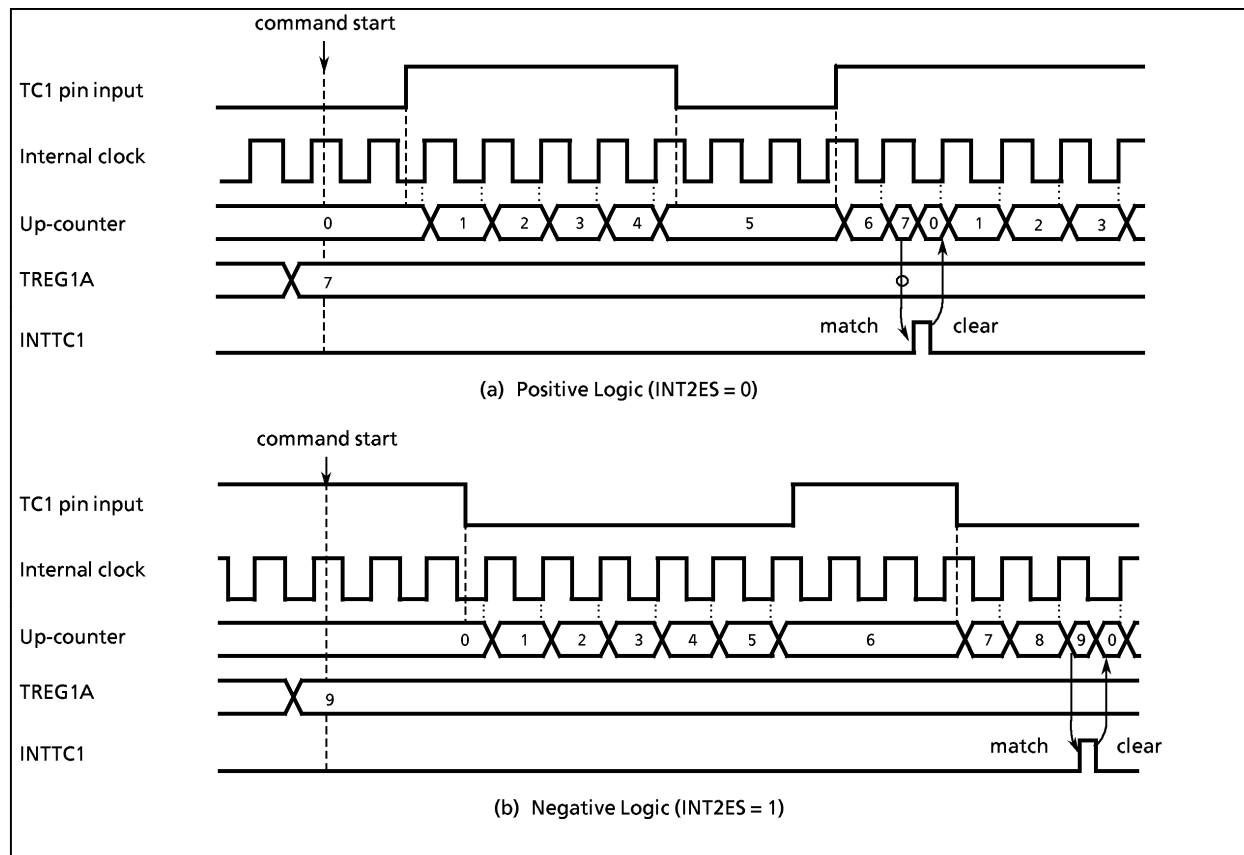 command start
TC1 pin input
Internal clock
Up-counter 0 1 2 3 4 5 6 7 0 1 2 3
TREG1A 7
match clear
INTTC1
(a) Positive Logic (INT2ES = 0)
command start
TC1 pin input
Internal clock
Up-counter 0 1 2 3 4 5 6 7 8 9 0
TREG1A 9
match clear
INTTC1
(b) Negative Logic (INT2ES = 1)